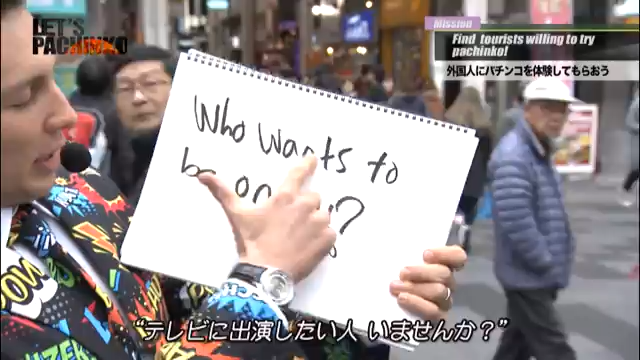 LET'S
PACHINKO
Mission
Find tourists willing to try
pachinko!
外国人にパチンコを体験してもらおう
Who wants to
be on ?
"テレビに出演したい人 いませんか？"